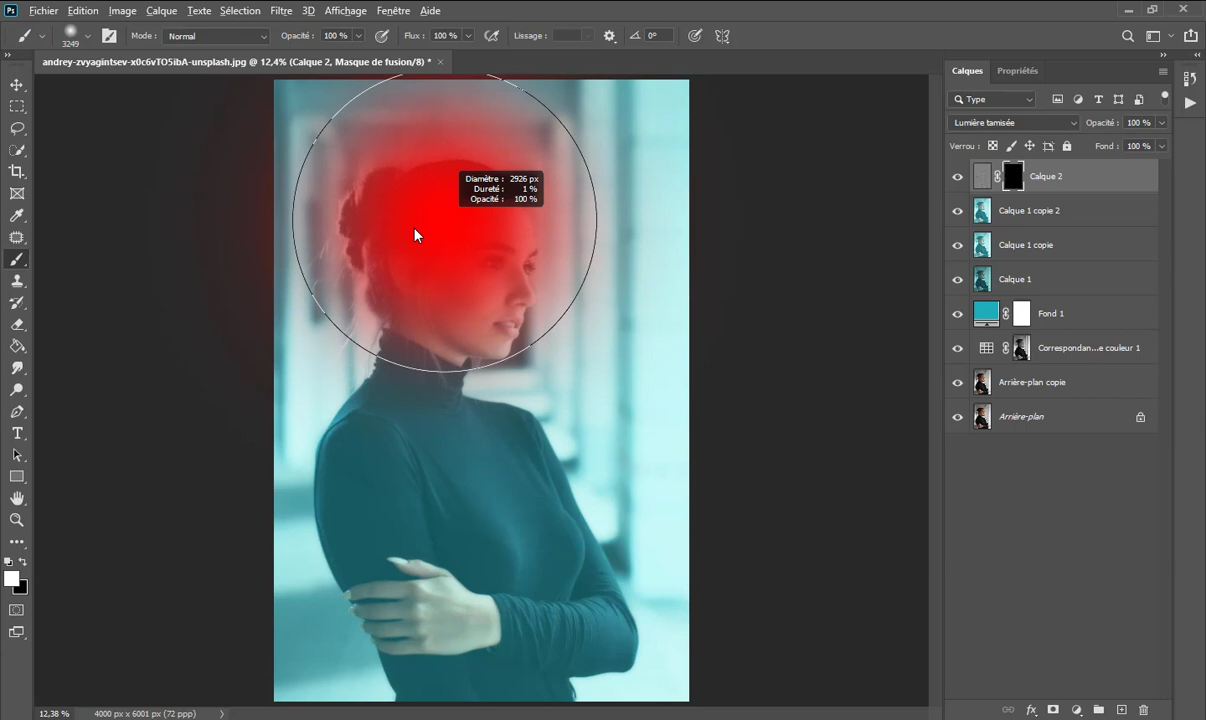 Ps Fichier Edition Image Calque Texte Sélection Filtre 3D Affichage Fenêtre Aide
3249 Mode : Normal Opacité : 100 % Flux : 100 % Lissage : 0°
andrey-zvyagintsev-x0c6vTO5ibA-unsplash.jpg @ 12,4% (Calque 2, Masque de fusion/8) * ×
Calques Propriétés
Type
Lumière tamisée Opacité : 100 %
Verrou : Fond : 100 %
Calque 2
Diamètre : 2926 px
Dureté : 1 %
Opacité : 100 %
Calque 1 copie 2
Calque 1 copie
Calque 1
Fond 1
Correspondan...e couleur 1
Arrière-plan copie
Arrière-plan
12,38 % 4000 px x 6001 px (72 ppp)